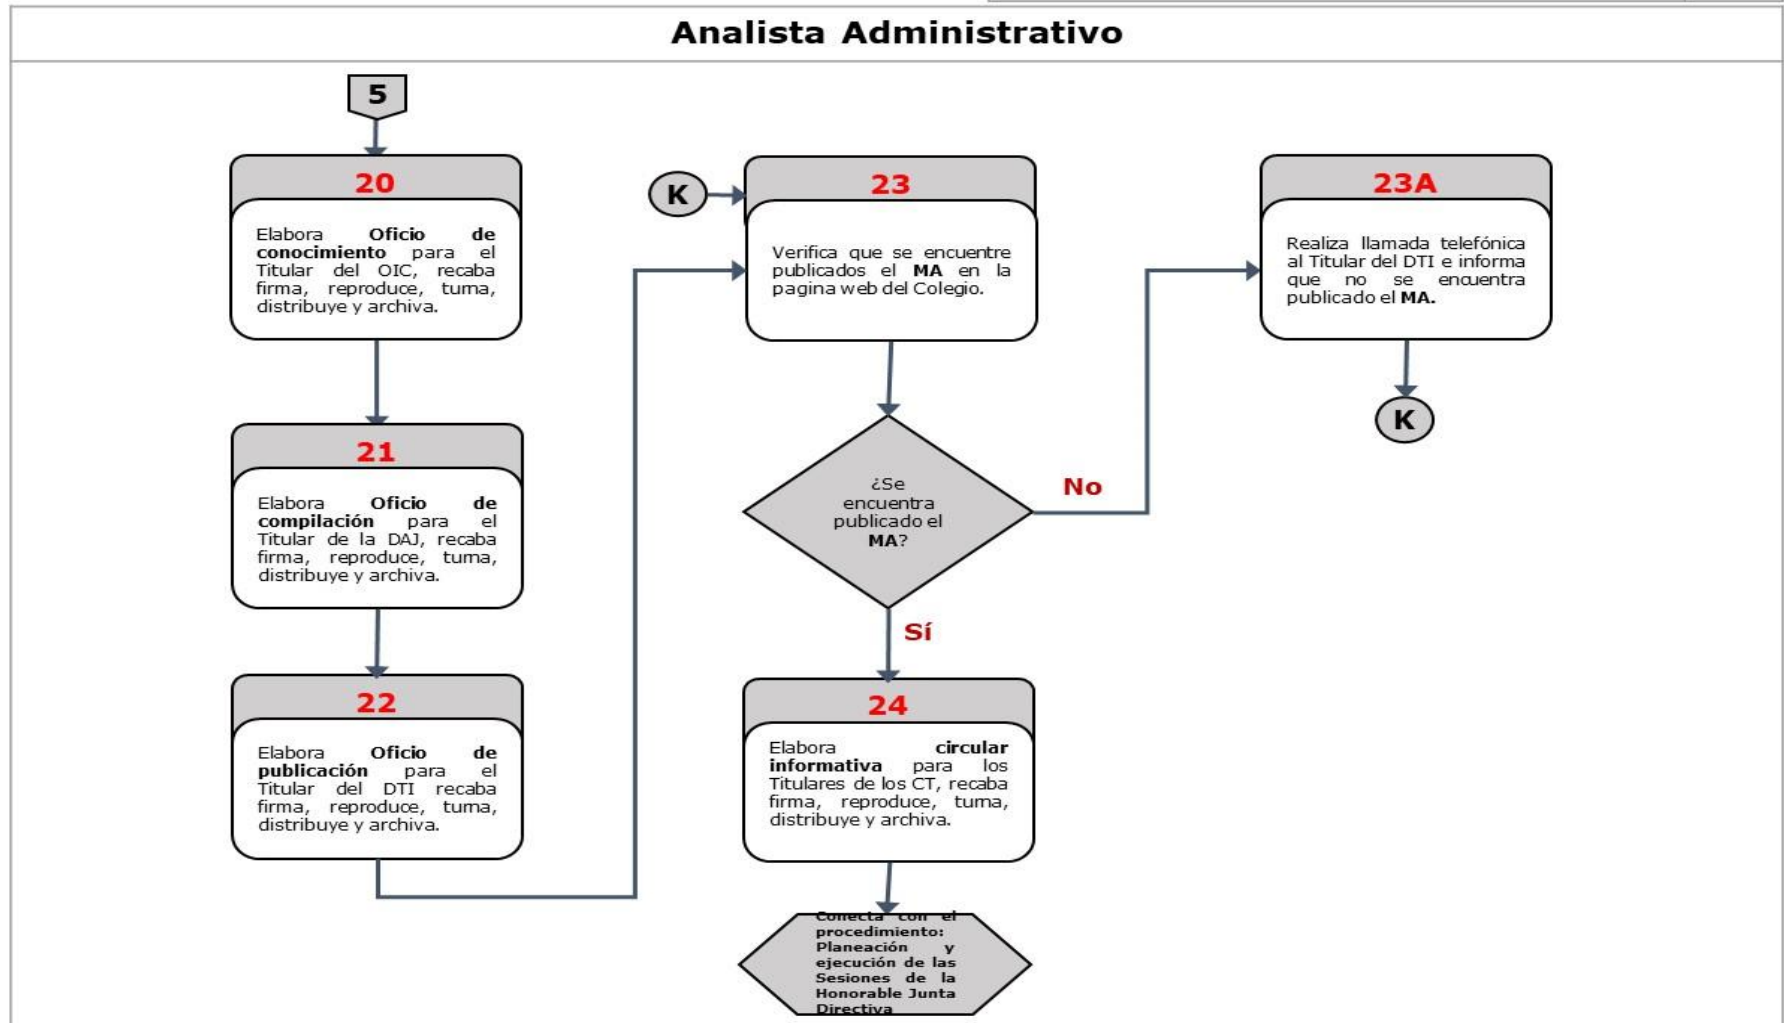 Analista Administrativo
5
20
Elabora Oficio de
conocimiento para el
Titular del OIC, recaba
firma, reproduce, turna,
distribuye y archiva.
21
Elabora Oficio de
compilación para el
Titular de la DAJ, recaba
firma, reproduce, turna,
distribuye y archiva.
22
Elabora Oficio de
publicación para el
Titular del DTI recaba
firma, reproduce, turna,
distribuye y archiva.
K
23
Verifica que se encuentre
publicados el MA en la
pagina web del Colegio.
¿Se
encuentra
publicado el
MA?
No
Sí
23A
Realiza llamada telefónica
al Titular del DTI e informa
que no se encuentra
publicado el MA.
K
24
Elabora circular
informativa para los
Titulares de los CT, recaba
firma, reproduce, turna,
distribuye y archiva.
Conecta con el
procedimiento:
Planeación y
ejecución de las
Sesiones de la
Honorable Junta
Directiva